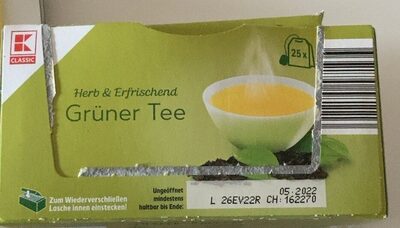 K
CLASSIC
25x
Herb & Erfrischend
Grüner Tee
Zum Wiederverschließen
Lasche innen einstecken!
Ungeöffnet
mindestens
haltbar bis Ende:
05.2022
L 26EV22R CH:162270